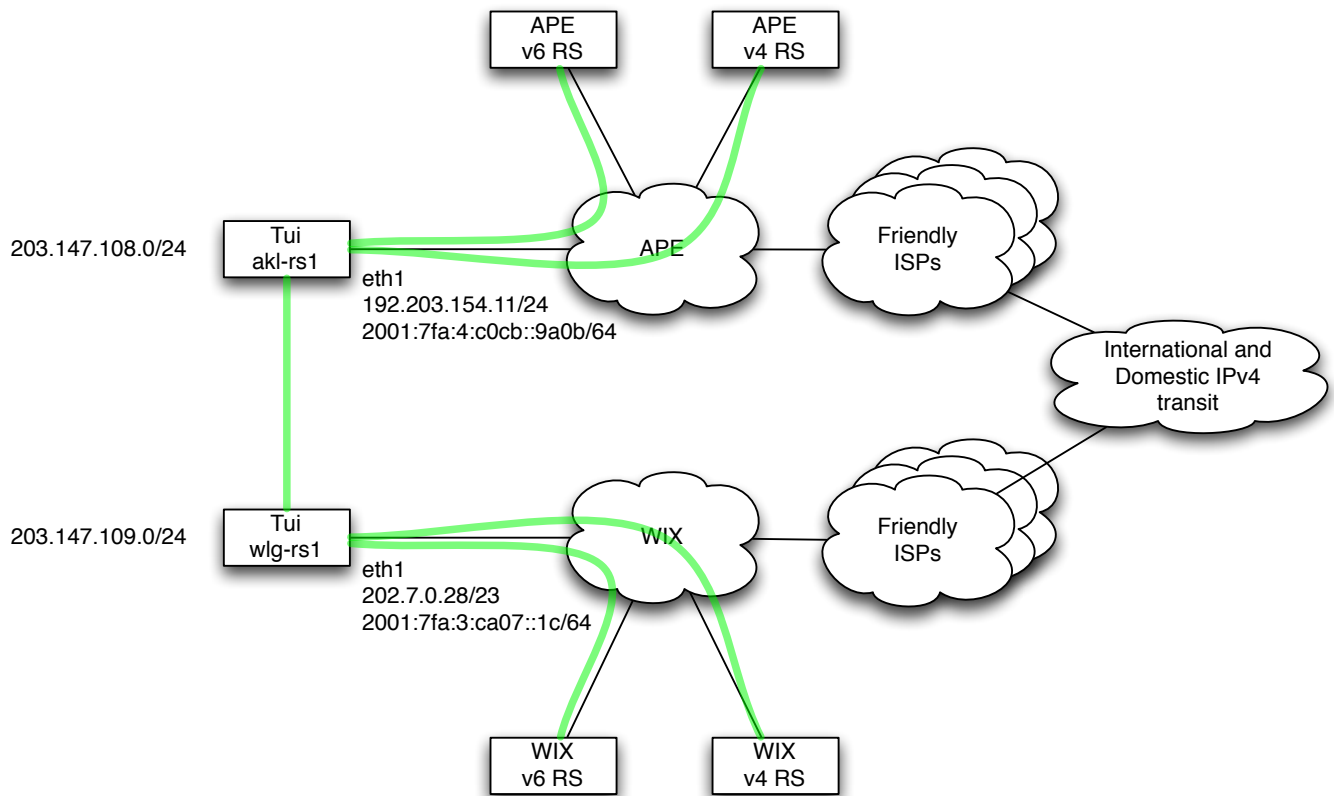 APE
v6 RS
APE
v4 RS
203.147.108.0/24
Tui
akl-rs1
APE
Friendly
ISPs
eth1
192.203.154.11/24
2001:7fa:4:c0cb::9a0b/64
International and
Domestic IPv4
transit
203.147.109.0/24
Tui
wlg-rs1
WIX
Friendly
ISPs
eth1
202.7.0.28/23
2001:7fa:3:ca07::1c/64
WIX
v6 RS
WIX
v4 RS